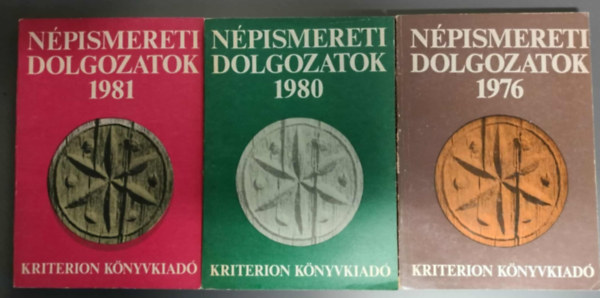 NÉPISMERETI
DOLGOZATOK
1981
KRITERION KÖNYVKIADÓ
NÉPISMERETI
DOLGOZATOK
1980
KRITERION KÖNYVKIADÓ
NÉPISMERETI
DOLGOZATOK
1976
KRITERION KÖNYVKIADÓ